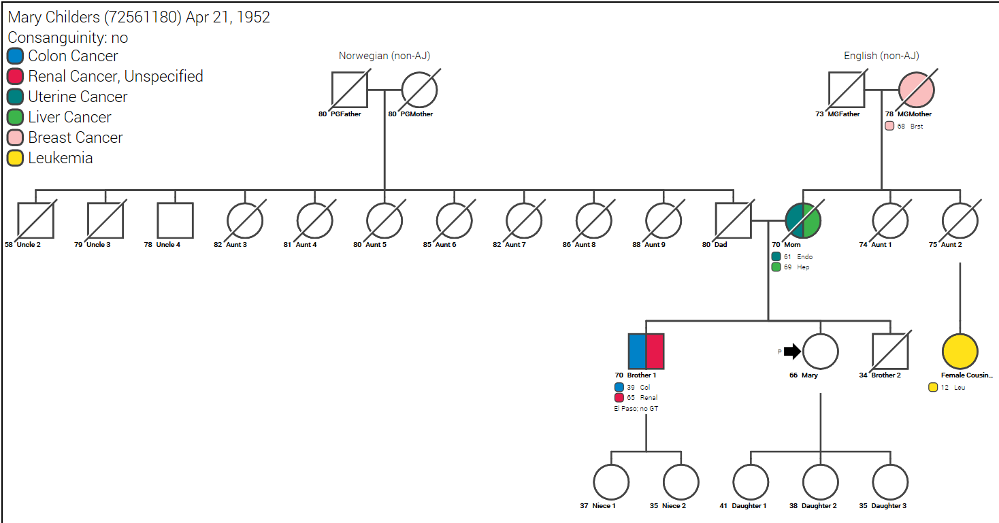 Mary Childers (72561180) Apr 21, 1952
Consanguinity: no
Colon Cancer
Renal Cancer, Unspecified
Uterine Cancer
Liver Cancer
Breast Cancer
Leukemia
Norwegian (non-AJ)
English (non-AJ)
80 PGFather
80 PGMother
73 MGFather
78 MGMother
68 Brst
58 Uncle 2
79 Uncle 3
78 Uncle 4
82 Aunt 3
81 Aunt 4
80 Aunt 5
85 Aunt 6
82 Aunt 7
86 Aunt 8
88 Aunt 9
80 Dad
70 Mom
61 Endo
69 Hep
74 Aunt 1
75 Aunt 2
70 Brother 1
39 Col
65 Renal
El Paso; no GT
P
66 Mary
34 Brother 2
Female Cousin...
12 Leu
37 Niece 1
35 Niece 2
41 Daughter 1
38 Daughter 2
35 Daughter 3